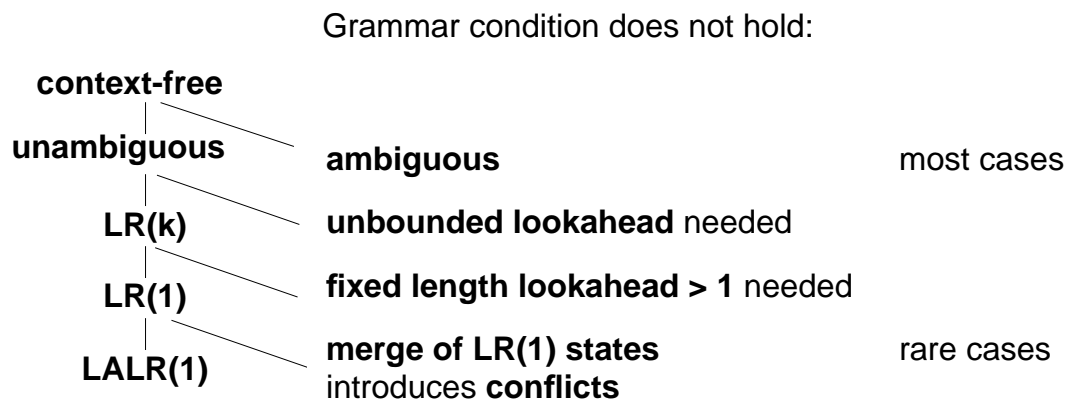 Grammar condition does not hold:
context-free
unambiguous
ambiguous most cases
LR(k) unbounded lookahead needed
LR(1) fixed length lookahead > 1 needed
merge of LR(1) states rare cases
LALR(1)
introduces conflicts